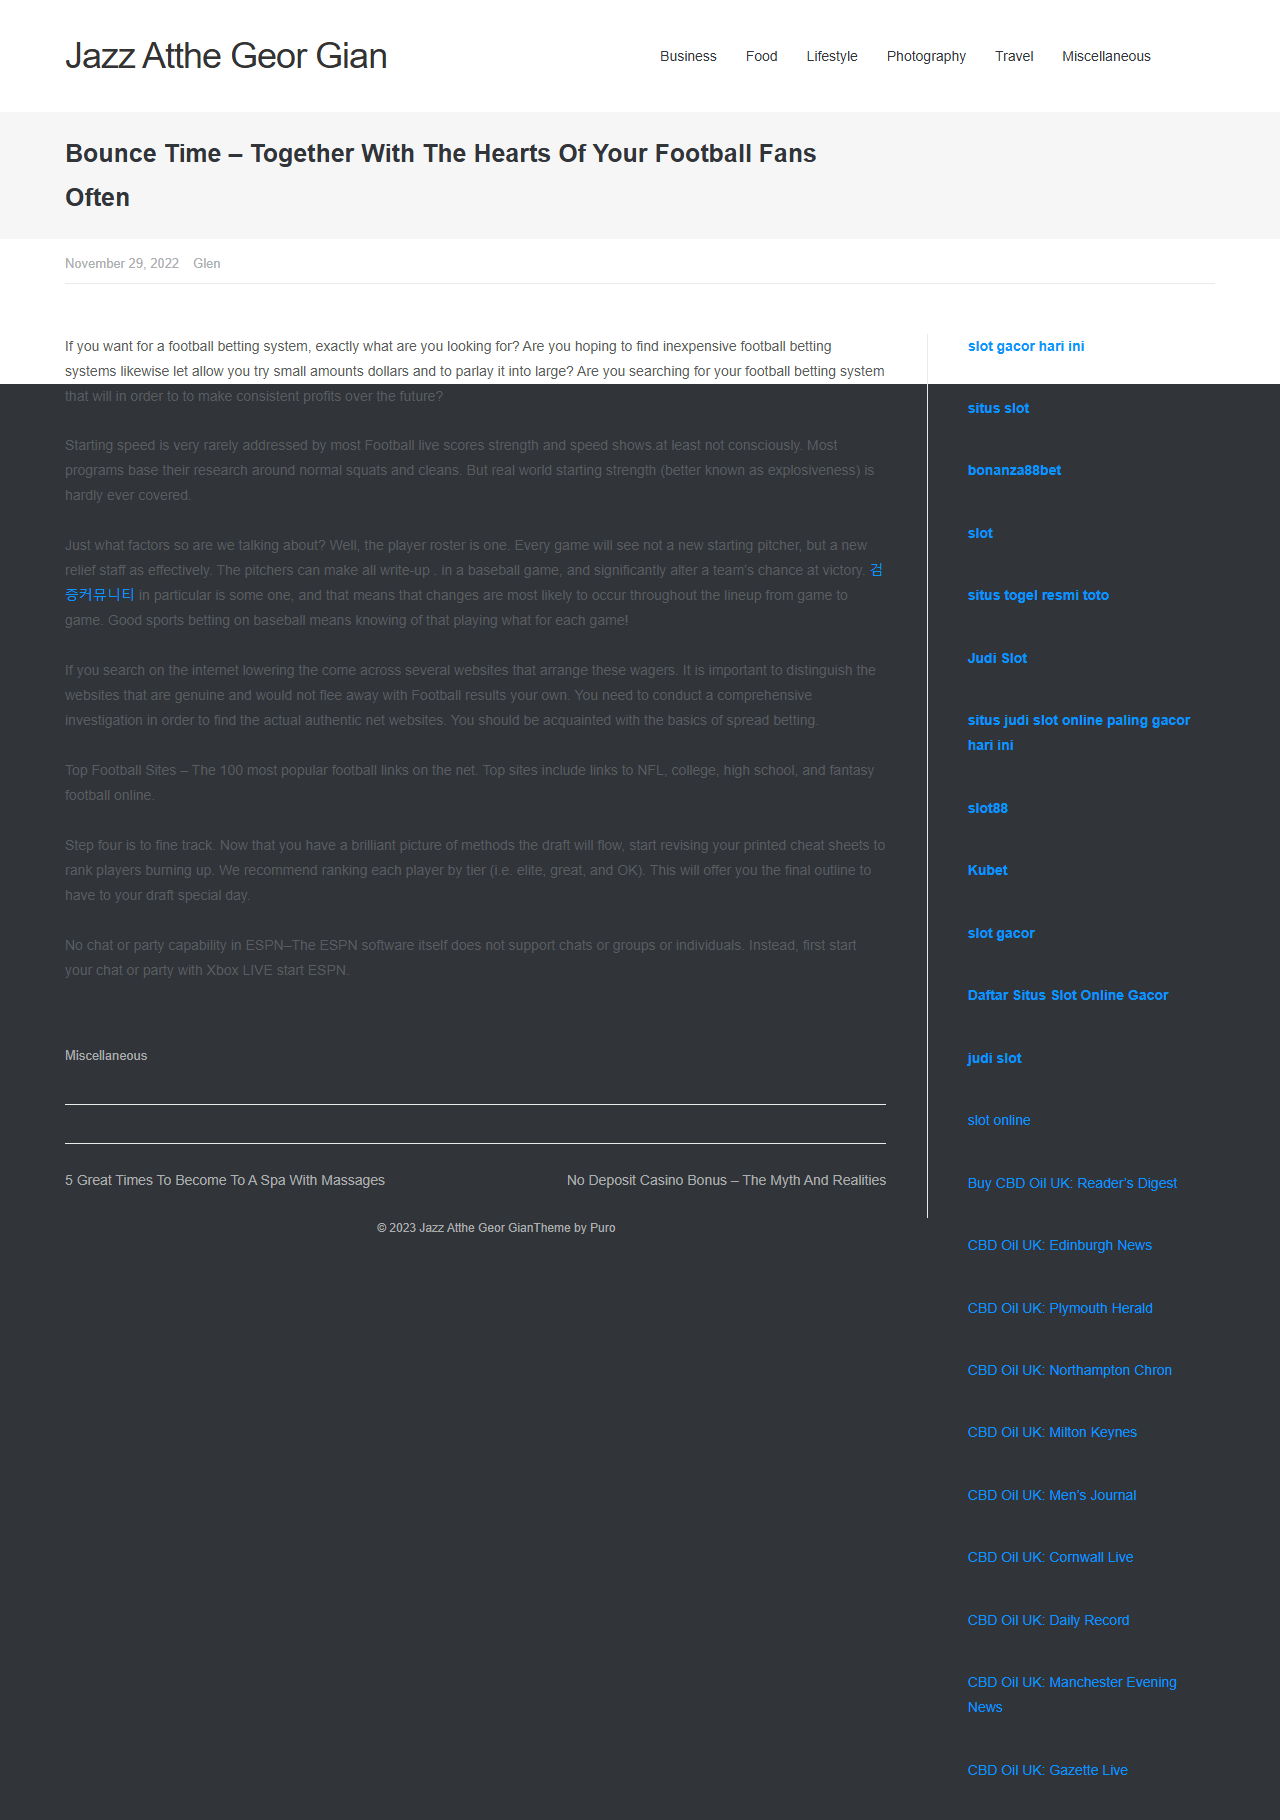 Jazz Atthe Geor Gian
Business Food Lifestyle Photography Travel Miscellaneous
Bounce Time – Together With The Hearts Of Your Football Fans
Often
November 29, 2022 Glen
If you want for a football betting system, exactly what are you looking for? Are you hoping to find inexpensive football betting
systems likewise let allow you try small amounts dollars and to parlay it into large? Are you searching for your football betting system
that will in order to to make consistent profits over the future?
Starting speed is very rarely addressed by most Football live scores strength and speed shows.at least not consciously. Most
programs base their research around normal squats and cleans. But real world starting strength (better known as explosiveness) is
hardly ever covered.
Just what factors so are we talking about? Well, the player roster is one. Every game will see not a new starting pitcher, but a new
relief staff as effectively. The pitchers can make all write-up . in a baseball game, and significantly alter a team's chance at victory. 검
증커뮤니티 in particular is some one, and that means that changes are most likely to occur throughout the lineup from game to
game. Good sports betting on baseball means knowing of that playing what for each game!
If you search on the internet lowering the come across several websites that arrange these wagers. It is important to distinguish the
websites that are genuine and would not flee away with Football results your own. You need to conduct a comprehensive
investigation in order to find the actual authentic net websites. You should be acquainted with the basics of spread betting.
Top Football Sites – The 100 most popular football links on the net. Top sites include links to NFL, college, high school, and fantasy
football online.
Step four is to fine track. Now that you have a brilliant picture of methods the draft will flow, start revising your printed cheat sheets to
rank players burning up. We recommend ranking each player by tier (i.e. elite, great, and OK). This will offer you the final outline to
have to your draft special day.
No chat or party capability in ESPN–The ESPN software itself does not support chats or groups or individuals. Instead, first start
your chat or party with Xbox LIVE start ESPN.
Miscellaneous
5 Great Times To Become To A Spa With Massages
No Deposit Casino Bonus – The Myth And Realities
© 2023 Jazz Atthe Geor GianTheme by Puro
slot gacor hari ini
situs slot
bonanza88bet
slot
situs togel resmi toto
Judi Slot
situs judi slot online paling gacor
hari ini
slot88
Kubet
slot gacor
Daftar Situs Slot Online Gacor
judi slot
slot online
Buy CBD Oil UK: Reader's Digest
CBD Oil UK: Edinburgh News
CBD Oil UK: Plymouth Herald
CBD Oil UK: Northampton Chron
CBD Oil UK: Milton Keynes
CBD Oil UK: Men's Journal
CBD Oil UK: Cornwall Live
CBD Oil UK: Daily Record
CBD Oil UK: Manchester Evening
News
CBD Oil UK: Gazette Live